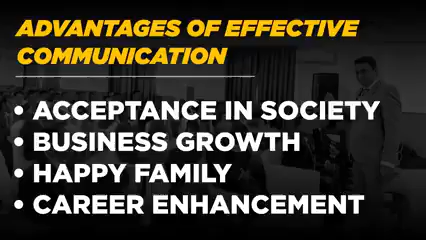 ADVANTAGES OF EFFECTIVE
COMMUNICATION
• ACCEPTANCE IN SOCIETY
• BUSINESS GROWTH
• HAPPY FAMILY
• CAREER ENHANCEMENT